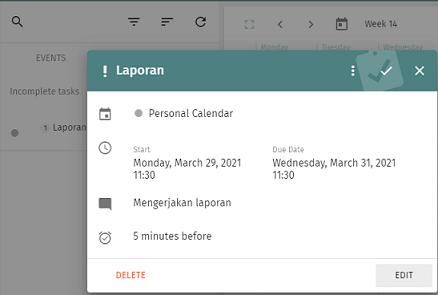 Week 14
Monday Tuesday Wednesday
EVENTS
Incomplete tasks
1 Laporan
! Laporan
Personal Calendar
Start
Monday, March 29, 2021
11:30
Due Date
Wednesday, March 31, 2021
11:30
Mengerjakan laporan
5 minutes before
DELETE
EDIT